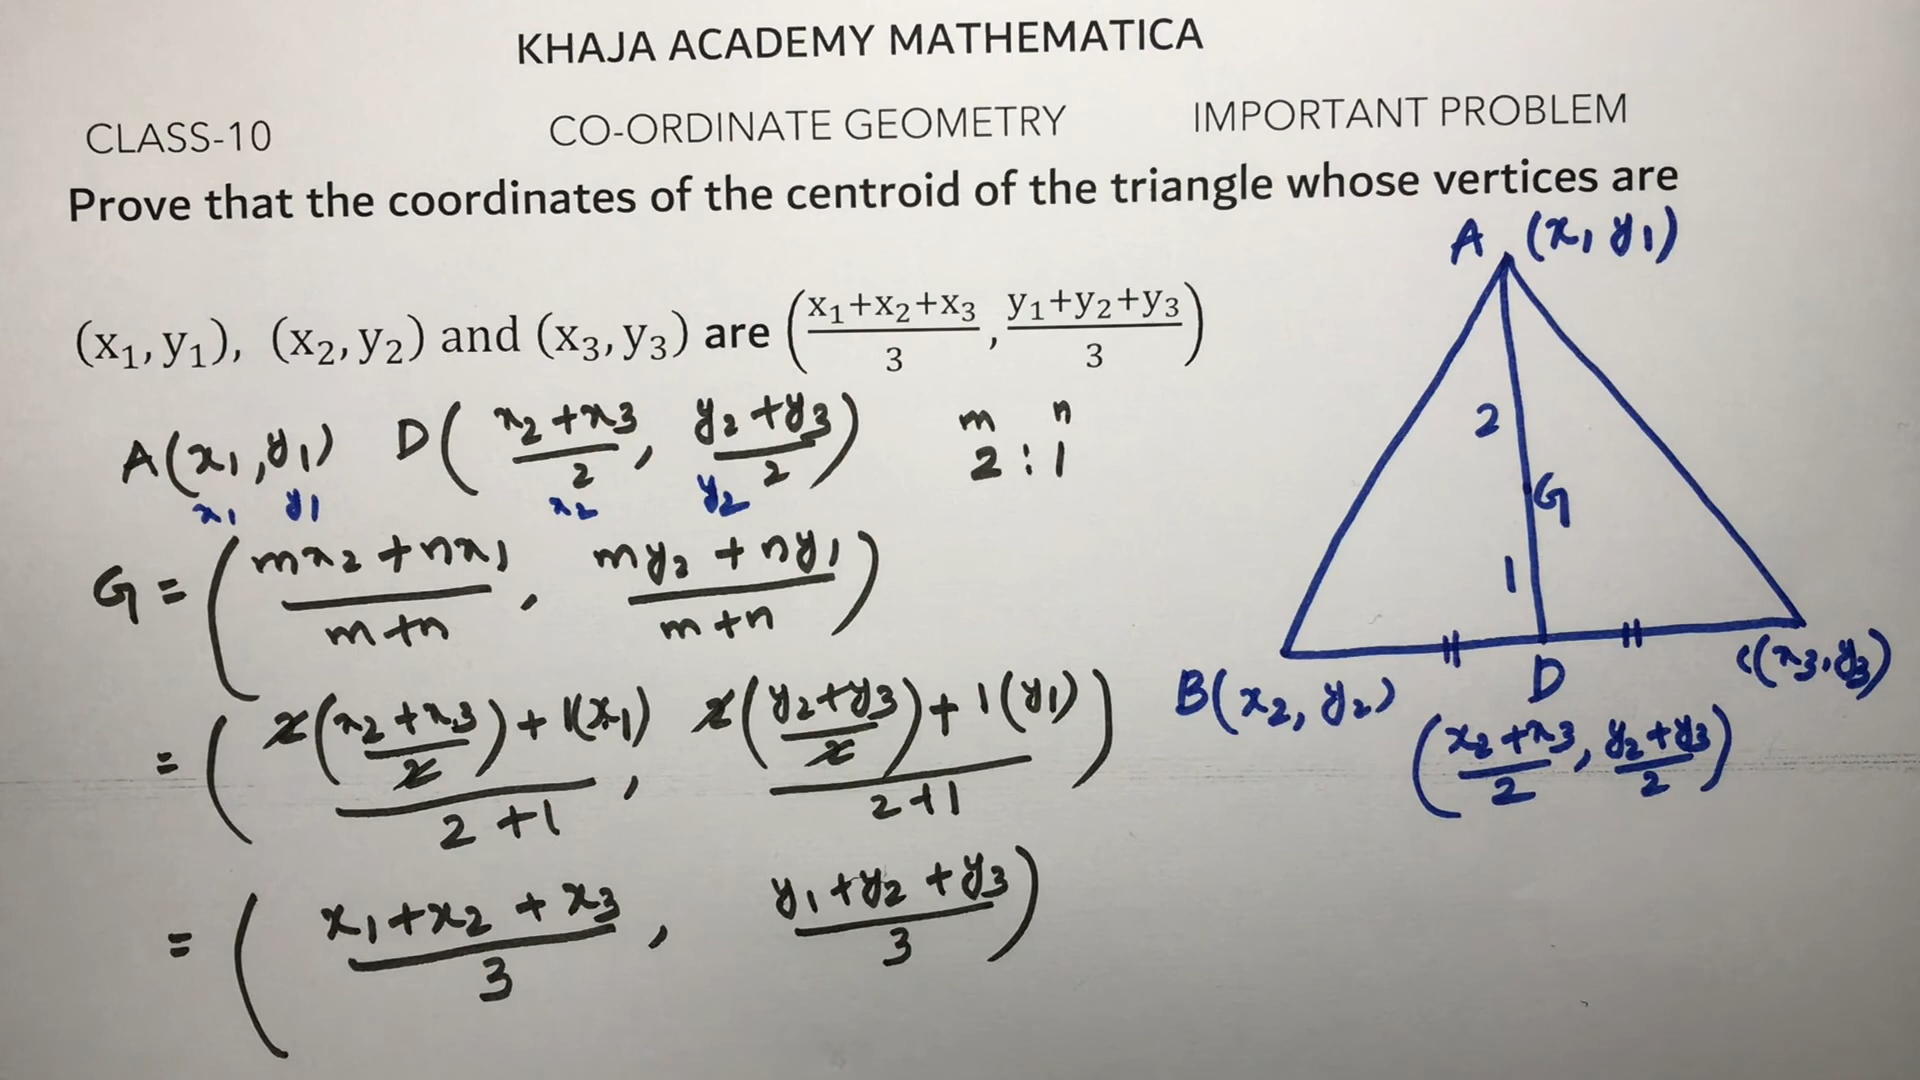 KHAJA ACADEMY MATHEMATICA
CLASS-10 CO-ORDINATE GEOMETRY IMPORTANT PROBLEM
Prove that the coordinates of the centroid of the triangle whose vertices are
(x₁, y₁), (x₂, y₂) and (x₃, y₃) are ((x₁+x₂+x₃)/3, (y₁+y₂+y₃)/3)
A(x₁, y₁) D((x₂+x₃)/2, (y₂+y₃)/2) m n
2 : 1
x₁ y₁ x₂ y₂
G = ((mx₂+nx₁)/(m+n), (my₂+ny₁)/(m+n))
= ((2((x₂+x₃)/2)+1(x₁))/(2+1), (2((y₂+y₃)/2)+1(y₁))/(2+1))
= ((x₁+x₂+x₃)/3, (y₁+y₂+y₃)/3)
A (x₁ y₁)
2
G
1
B(x₂, y₂) D C(x₃, y₃)
((x₂+x₃)/2, (y₂+y₃)/2)